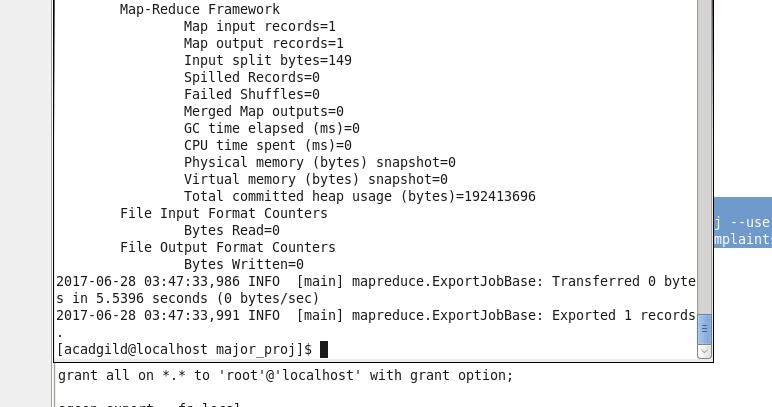 Map-Reduce Framework
Map input records=1
Map output records=1
Input split bytes=149
Spilled Records=0
Failed Shuffles=0
Merged Map outputs=0
GC time elapsed (ms)=0
CPU time spent (ms)=0
Physical memory (bytes) snapshot=0
Virtual memory (bytes) snapshot=0
Total committed heap usage (bytes)=192413696
File Input Format Counters
Bytes Read=0
File Output Format Counters
Bytes Written=0
2017-06-28 03:47:33,986 INFO  [main] mapreduce.ExportJobBase: Transferred 0 byte
s in 5.5396 seconds (0 bytes/sec)
2017-06-28 03:47:33,991 INFO  [main] mapreduce.ExportJobBase: Exported 1 records
.
[acadgild@localhost major_proj]$
j --use
mplaint
grant all on *.* to 'root'@'localhost' with grant option;